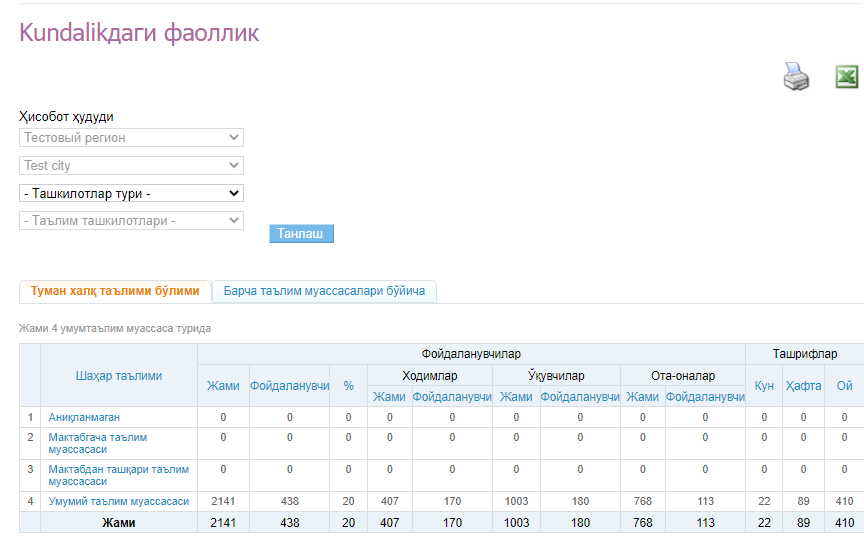 Kundalikдаги фаоллик
Ҳисобот ҳудуди
Тестовый регион
Test city
- Ташкилотлар тури -
- Таълим ташкилотлари -
Танлаш
Туман халқ таълими бўлими Барча таълим муассасалари бўйича
Жами 4 умумтаълим муассаса турида
Фойдаланувчилар Ташрифлар
Шаҳар таълими Жами Фойдаланувчи % Ходимлар Ўқувчилар Ота-оналар Кун Ҳафта Ой
Жами Фойдаланувчи Жами Фойдаланувчи Жами Фойдаланувчи
1 Аниқланмаган 0 0 0 0 0 0 0 0 0 0 0 0
2 Мактабгача таълим
муассасаси 0 0 0 0 0 0 0 0 0 0 0 0
3 Мактабдан ташқари таълим
муассасаси 0 0 0 0 0 0 0 0 0 0 0 0
4 Умумий таълим муассасаси 2141 438 20 407 170 1003 180 768 113 22 89 410
Жами 2141 438 20 407 170 1003 180 768 113 22 89 410